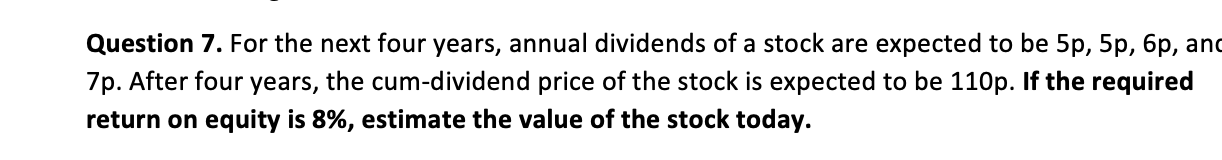 Question 7. For the next four years, annual dividends of a stock are expected to be 5p, 5p, 6p, and
7p. After four years, the cum-dividend price of the stock is expected to be 110p. If the required
return on equity is 8%, estimate the value of the stock today.